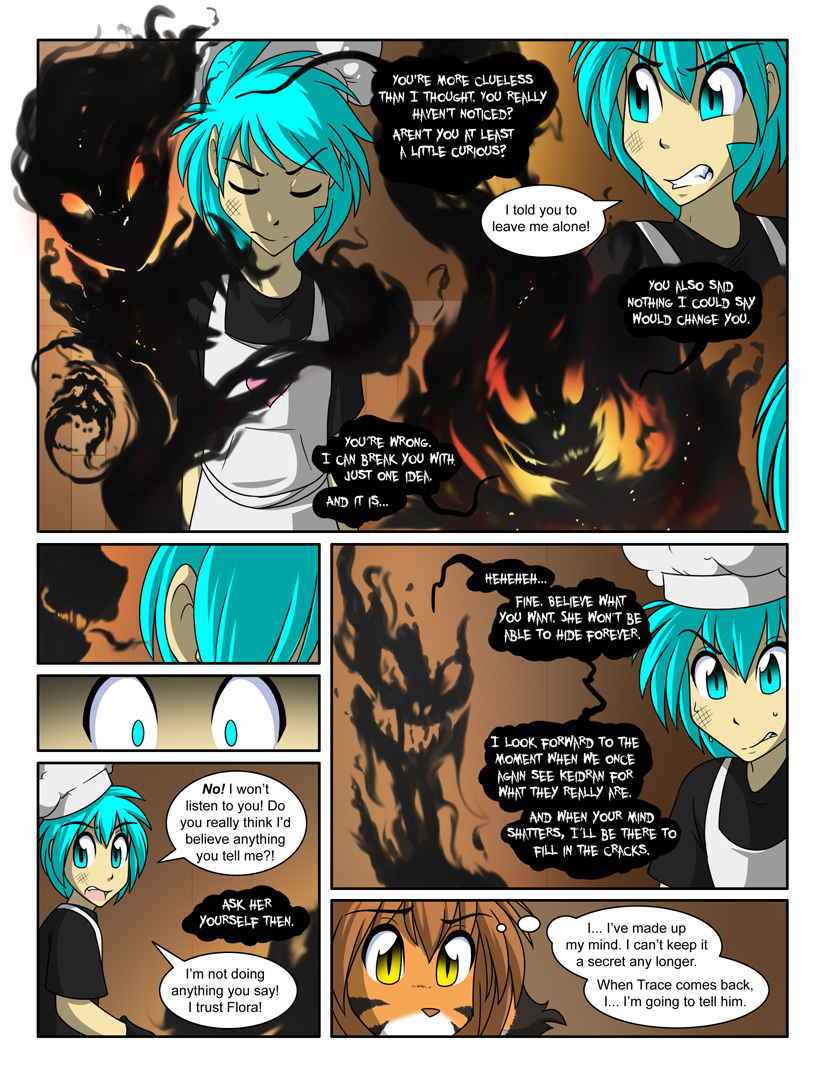 YOU'RE MORE CLUELESS
THAN I THOUGHT. YOU REALLY
HAVEN'T NOTICED?
AREN'T YOU AT LEAST
A LITTLE CURIOUS?
I told you to
leave me alone!
YOU ALSO SAID
NOTHING I COULD SAY
WOULD CHANGE YOU.
YOU'RE WRONG.
I CAN BREAK YOU WITH
JUST ONE IDEA.
AND IT IS...
No! I won't
listen to you! Do
you really think I'd
believe anything
you tell me?!
ASK HER
YOURSELF THEN.
I'm not doing
anything you say!
I trust Flora!
HEHEHEH...
FINE. BELIEVE WHAT
YOU WANT. SHE WON'T BE
ABLE TO HIDE FOREVER.
I LOOK FORWARD TO THE
MOMENT WHEN WE ONCE
AGAIN SEE KEIDRAN FOR
WHAT THEY REALLY ARE.
AND WHEN YOUR MIND
SHATTERS, I'LL BE THERE TO
FILL IN THE CRACKS.
I... I've made up
my mind. I can't keep it
a secret any longer.
When Trace comes back,
I... I'm going to tell him.